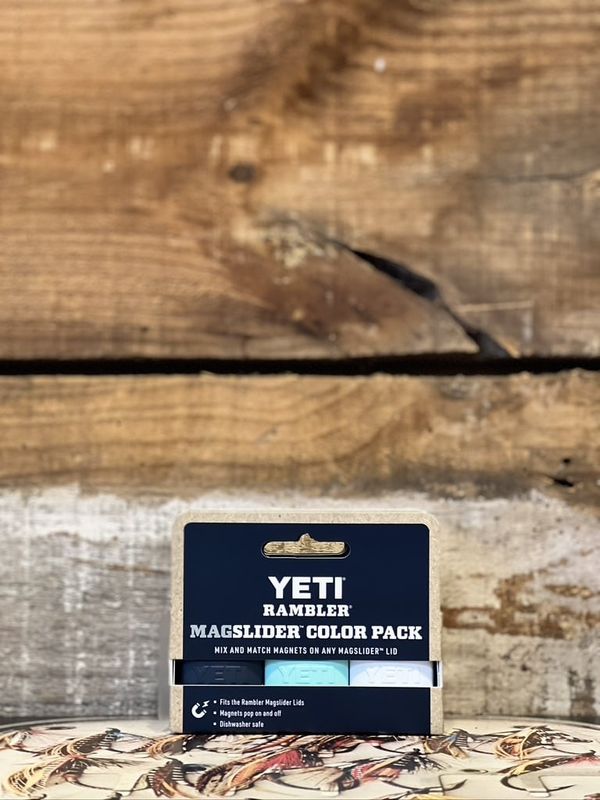 YETI®
RAMBLER®
MAGSLIDER™ COLOR PACK
MIX AND MATCH MAGNETS ON ANY MAGSLIDER™ LID
YETI YETI YETI
• Fits the Rambler Magslider Lids
• Magnets pop on and off
• Dishwasher safe